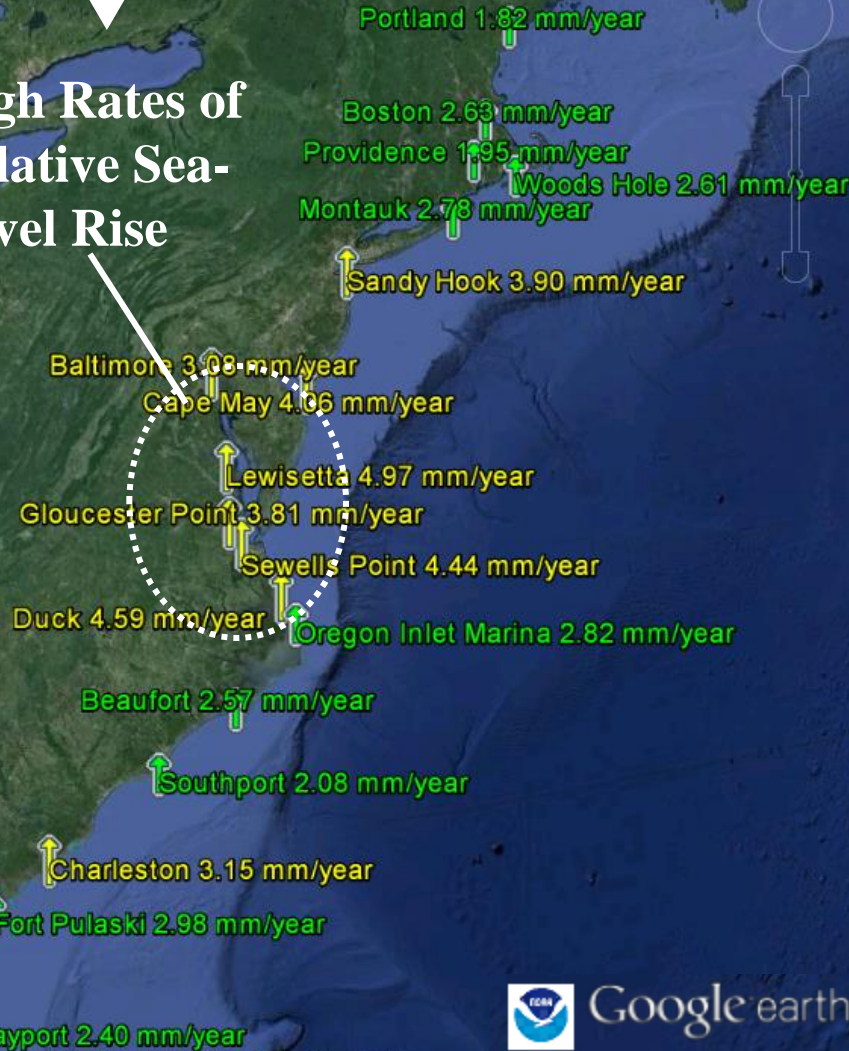 Portland 1.82 mm/year
gh Rates of
lative Sea-
vel Rise
Boston 2.63 mm/year
Providence 1.95 mm/year
Woods Hole 2.61 mm/year
Montauk 2.78 mm/year
Sandy Hook 3.90 mm/year
Baltimore 3.08 mm/year
Cape May 4.06 mm/year
Lewisetta 4.97 mm/year
Gloucester Point 3.81 mm/year
Sewells Point 4.44 mm/year
Duck 4.59 mm/year
Oregon Inlet Marina 2.82 mm/year
Beaufort 2.57 mm/year
Southport 2.08 mm/year
Charleston 3.15 mm/year
Fort Pulaski 2.98 mm/year
ayport 2.40 mm/year
NOAA
Google earth